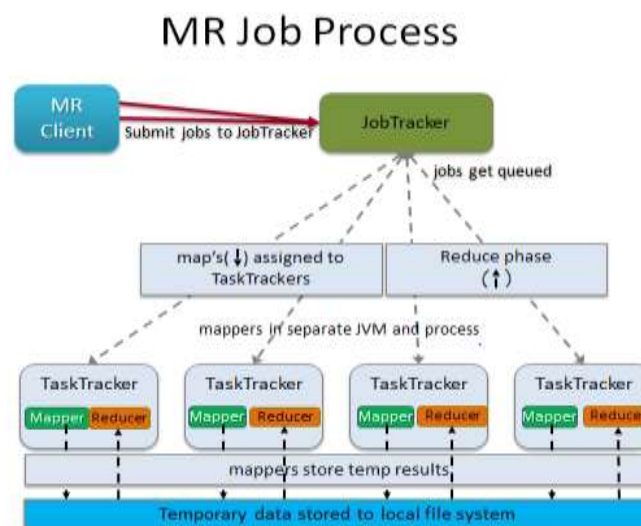 MR Job Process
MR
Client
Submit jobs to JobTracker
JobTracker
jobs get queued
map's(↓) assigned to
TaskTrackers
Reduce phase
(↑)
mappers in separate JVM and process
TaskTracker
Mapper Reducer
TaskTracker
Mapper Reducer
TaskTracker
Mapper Reducer
TaskTracker
Mapper Reduce
mappers store temp results
Temporary data stored to local file system